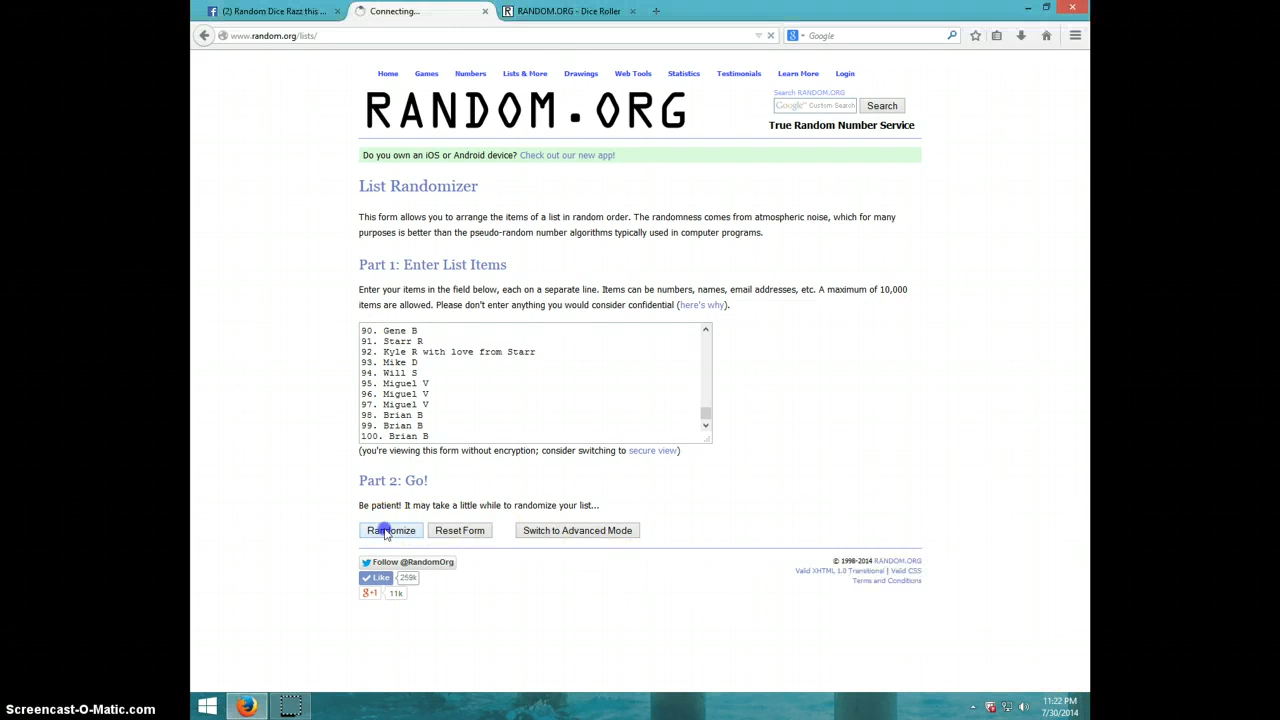 (2) Random Dice Razz this ...
Connecting...
RANDOM.ORG - Dice Roller
www.random.org/lists/
Google
Home Games Numbers Lists & More Drawings Web Tools Statistics Testimonials Learn More Login
RANDOM.ORG
Search RANDOM.ORG
Google™ Custom Search
Search
True Random Number Service
Do you own an iOS or Android device? Check out our new app!
List Randomizer
This form allows you to arrange the items of a list in random order. The randomness comes from atmospheric noise, which for many
purposes is better than the pseudo-random number algorithms typically used in computer programs.
Part 1: Enter List Items
Enter your items in the field below, each on a separate line. Items can be numbers, names, email addresses, etc. A maximum of 10,000
items are allowed. Please don't enter anything you would consider confidential (here's why).
90. Gene B
91. Starr R
92. Kyle R with love from Starr
93. Mike D
94. Will S
95. Miguel V
96. Miguel V
97. Miguel V
98. Brian B
99. Brian B
100. Brian B
(you're viewing this form without encryption; consider switching to secure view)
Part 2: Go!
Be patient! It may take a little while to randomize your list...
Randomize Reset Form Switch to Advanced Mode
Follow @RandomOrg
Like 259k
g+1 11k
© 1998-2014 RANDOM.ORG
Valid XHTML 1.0 Transitional | Valid CSS
Terms and Conditions
11:22 PM
7/30/2014
Screencast-O-Matic.com